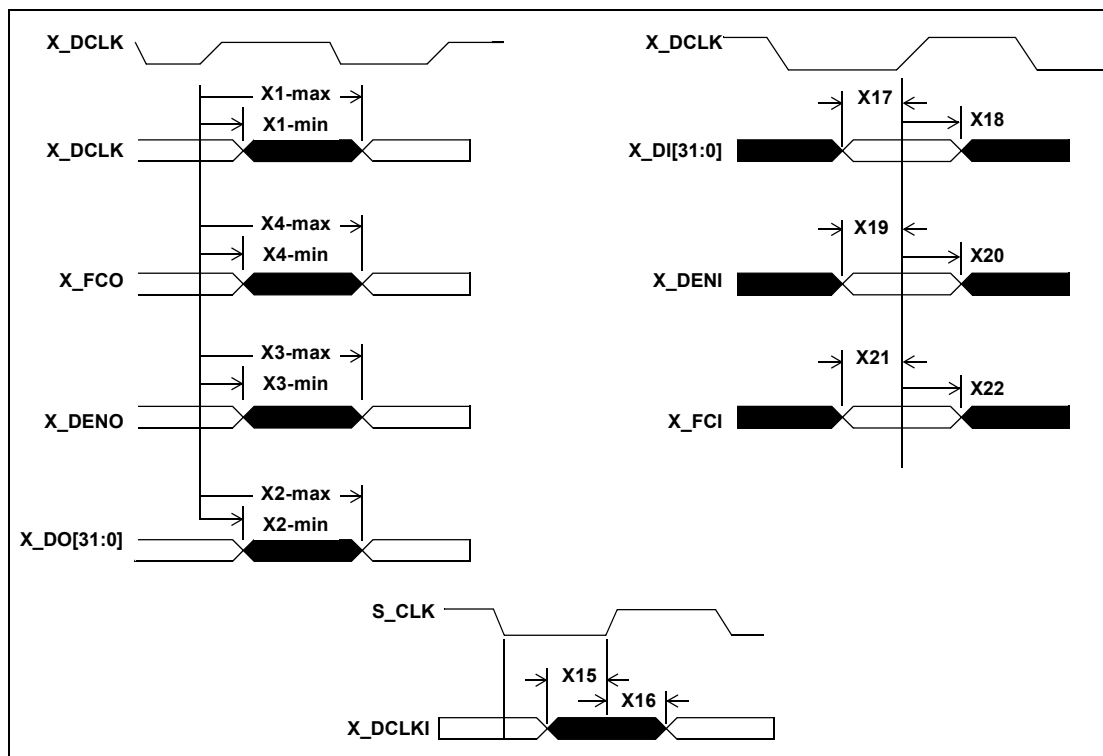 X_DCLK
X1-max
X1-min
X_DCLK
X4-max
X4-min
X_FCO
X3-max
X3-min
X_DENO
X2-max
X2-min
X_DO[31:0]
X_DCLK
X17
X18
X_DI[31:0]
X19
X20
X_DENI
X21
X22
X_FCI
S_CLK
X15
X16
X_DCLKI